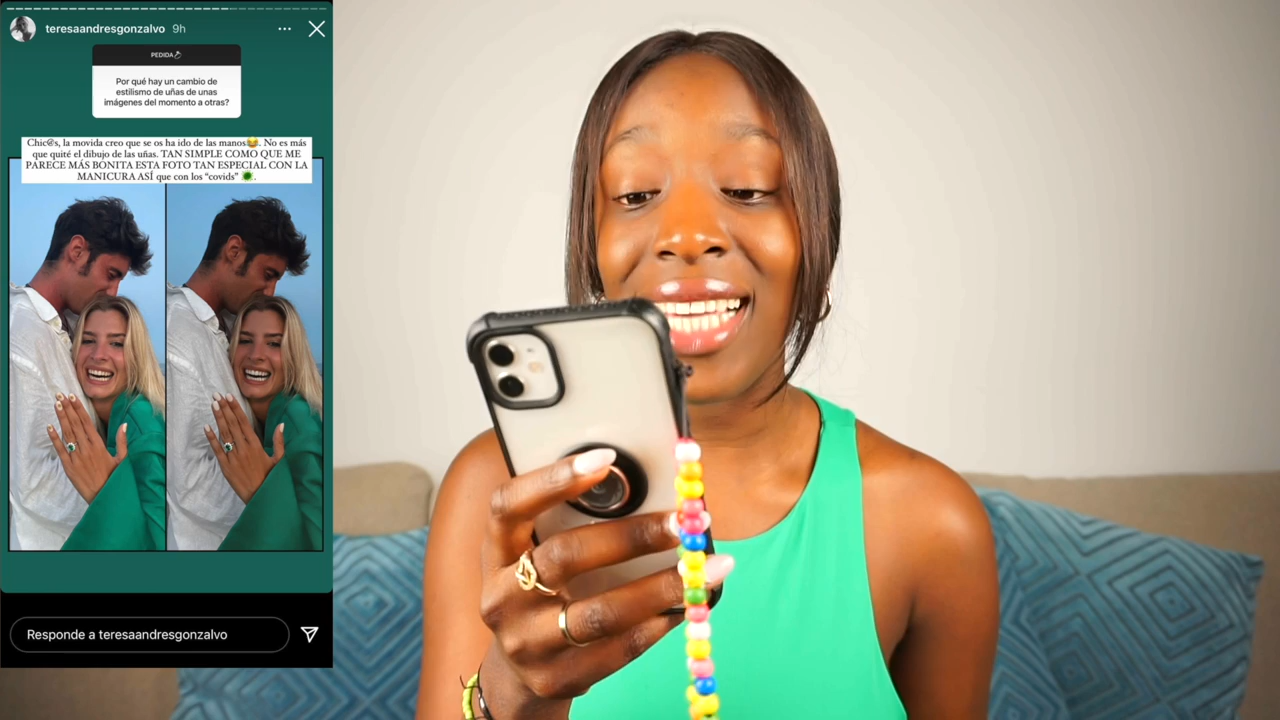 teresaandresgonzalvo 9h
PEDIDA💍
Por qué hay un cambio de
estilismo de uñas de unas
imágenes del momento a otras?
Chic@s, la movida creo que se os ha ido de las manos😂. No es más
que quité el dibujo de las uñas. TAN SIMPLE COMO QUE ME
PARECE MÁS BONITA ESTA FOTO TAN ESPECIAL CON LA
MANICURA ASÍ que con los “covids” 🦠.
Responde a teresaandresgonzalvo